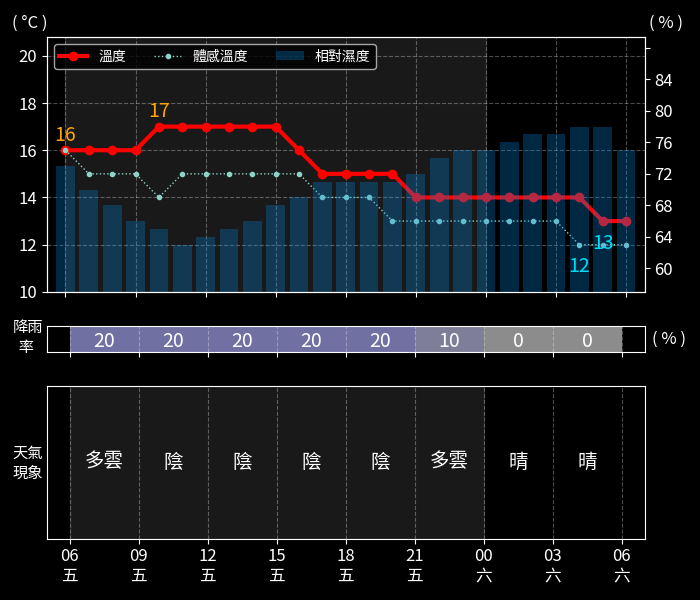 ( °C )
( % )
溫度 體感溫度 相對濕度
20
18
16
14
12
10
84
80
76
72
68
64
60
16
17
12
13
降雨率
20 20 20 20 20 10 0 0
( % )
天氣現象
多雲 陰 陰 陰 陰 多雲 晴 晴
06 09 12 15 18 21 00 03 06
五 五 五 五 五 五 六 六 六